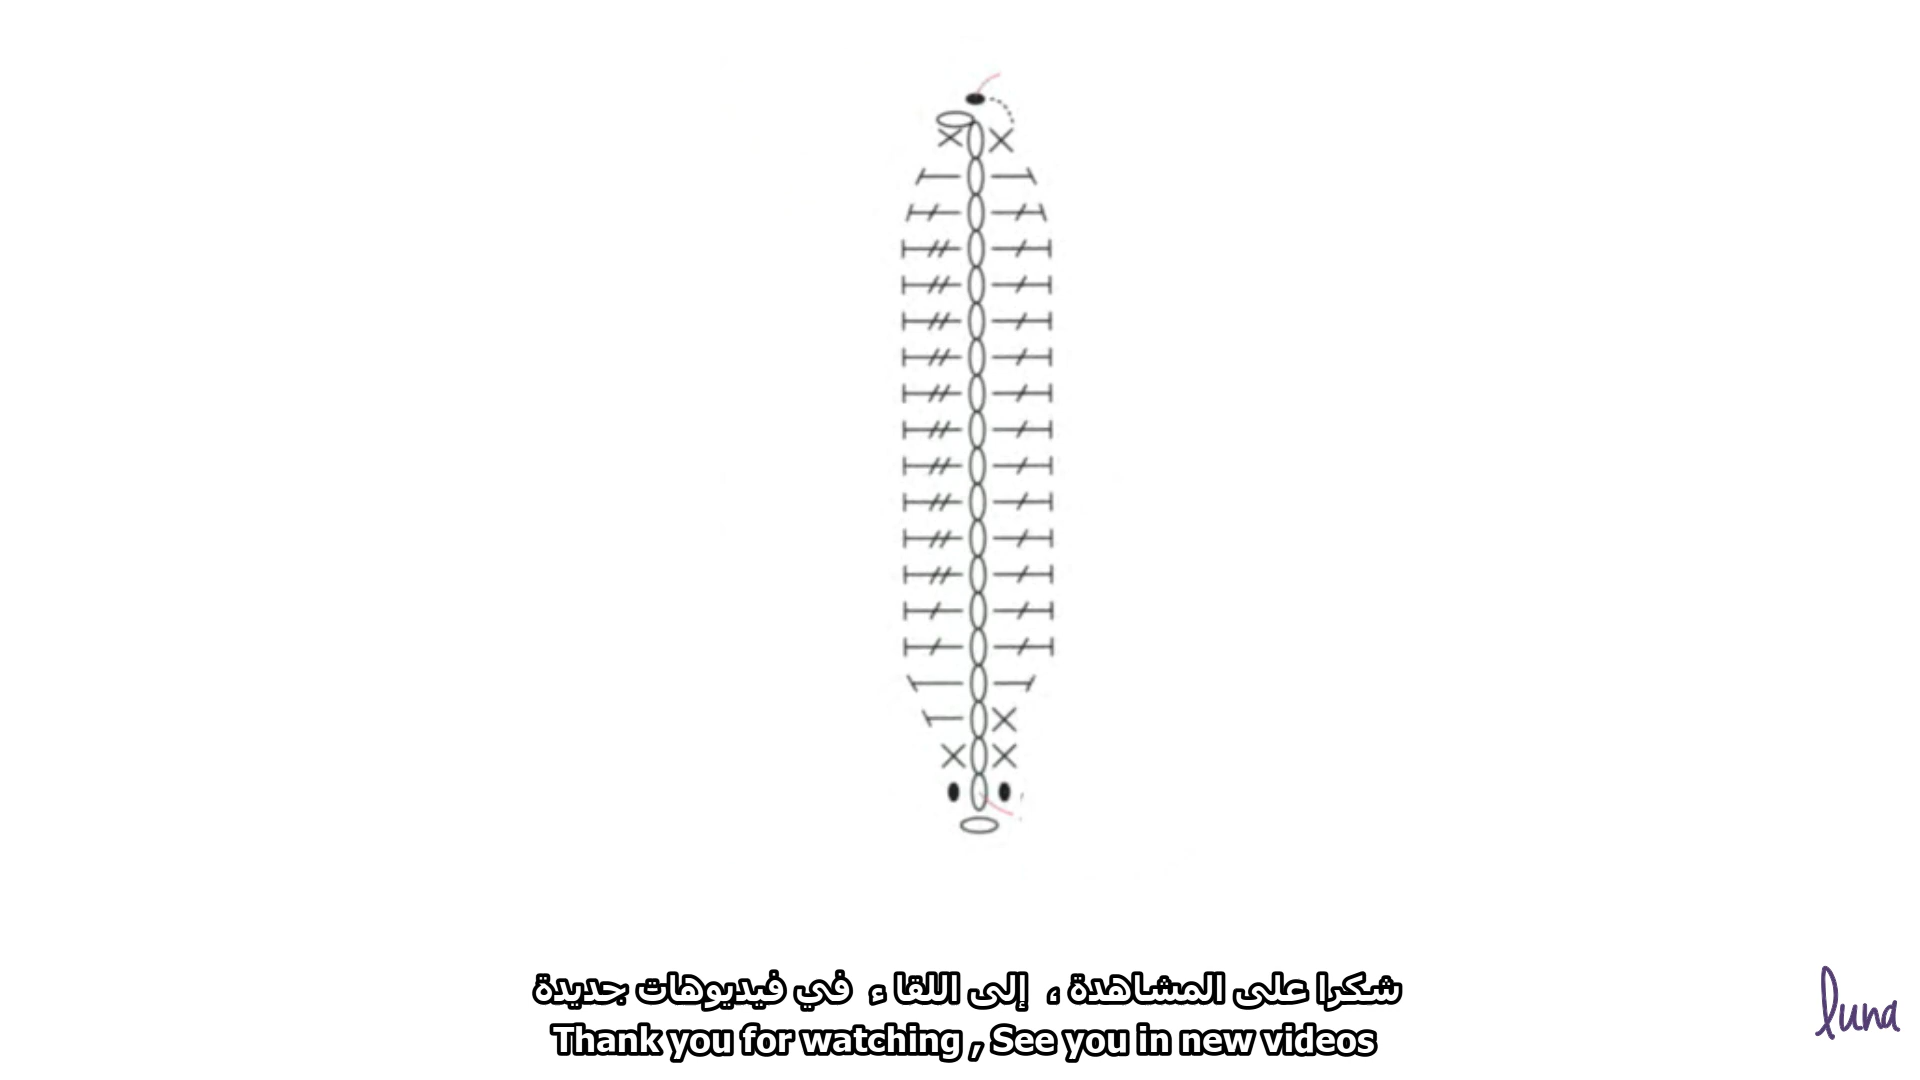 شكرا على المشاهدة ، إلى اللقاء في فيديوهات جديدة
Thank you for watching , See you in new videos
luna